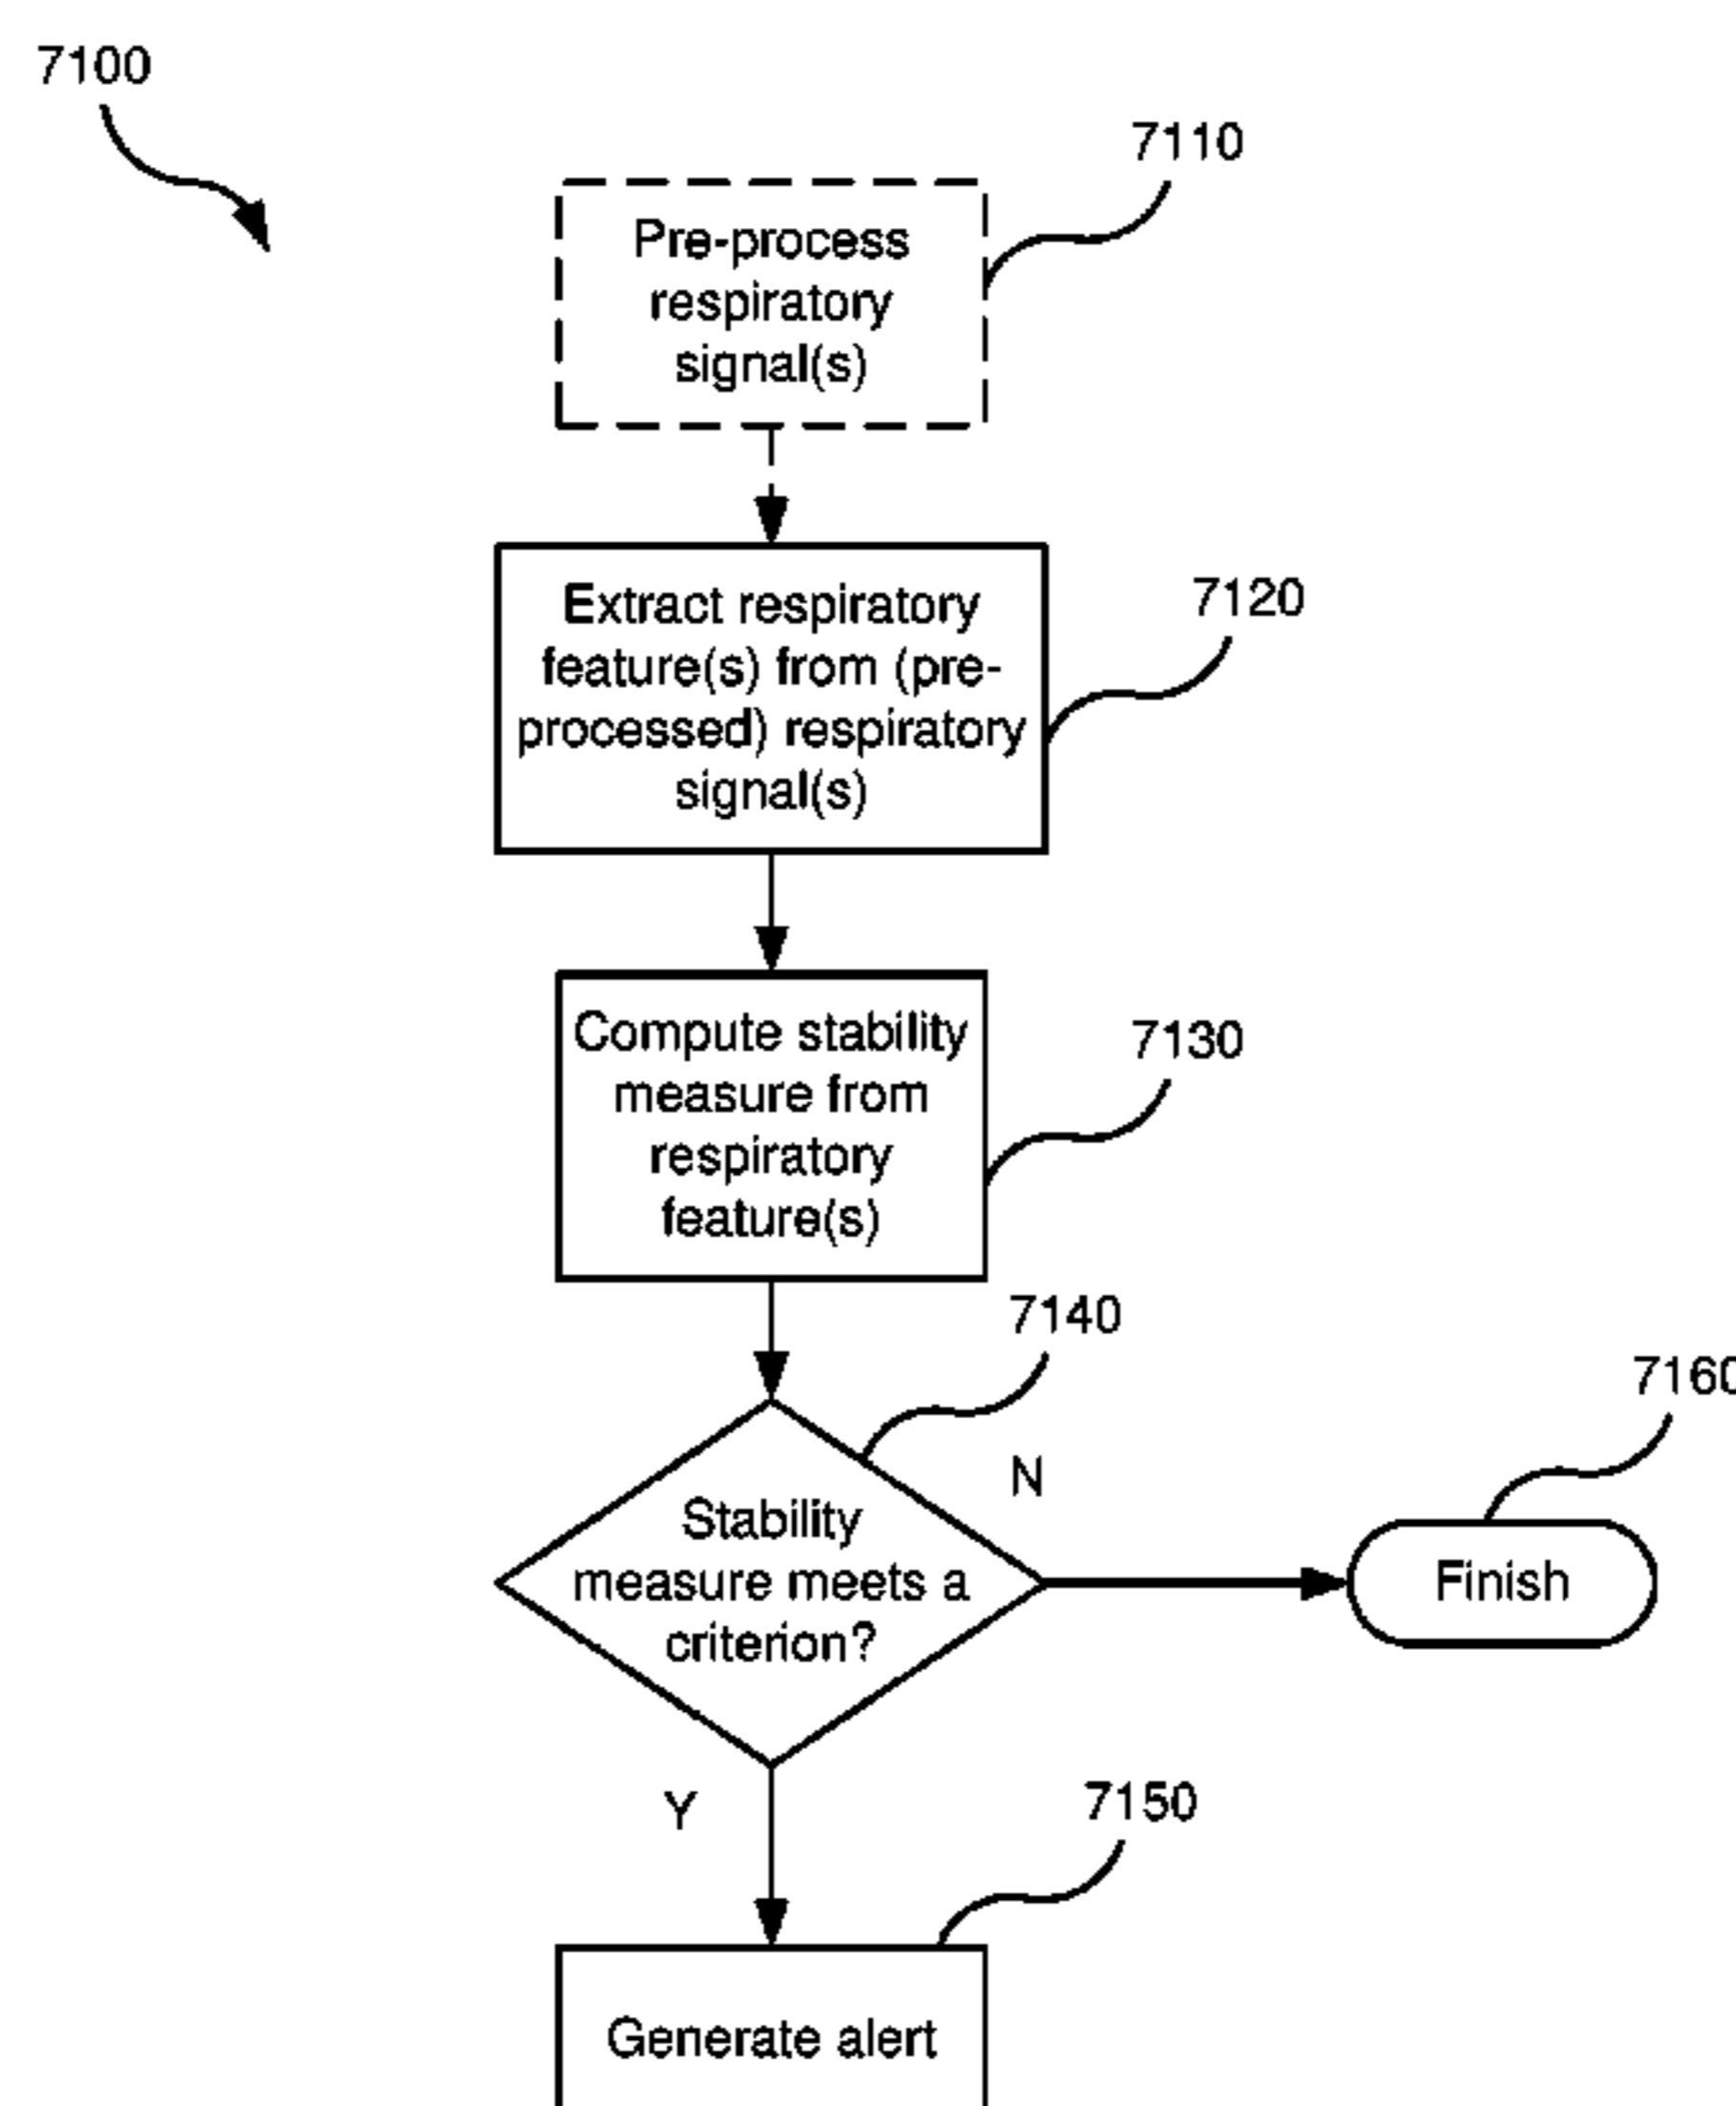 7100
7110
Pre-process
respiratory
signal(s)
7120
Extract respiratory
feature(s) from (pre-
processed) respiratory
signal(s)
7130
Compute stability
measure from
respiratory
feature(s)
7140
N
7160
Stability
measure meets a
criterion?
Finish
Y
7150
Generate alert